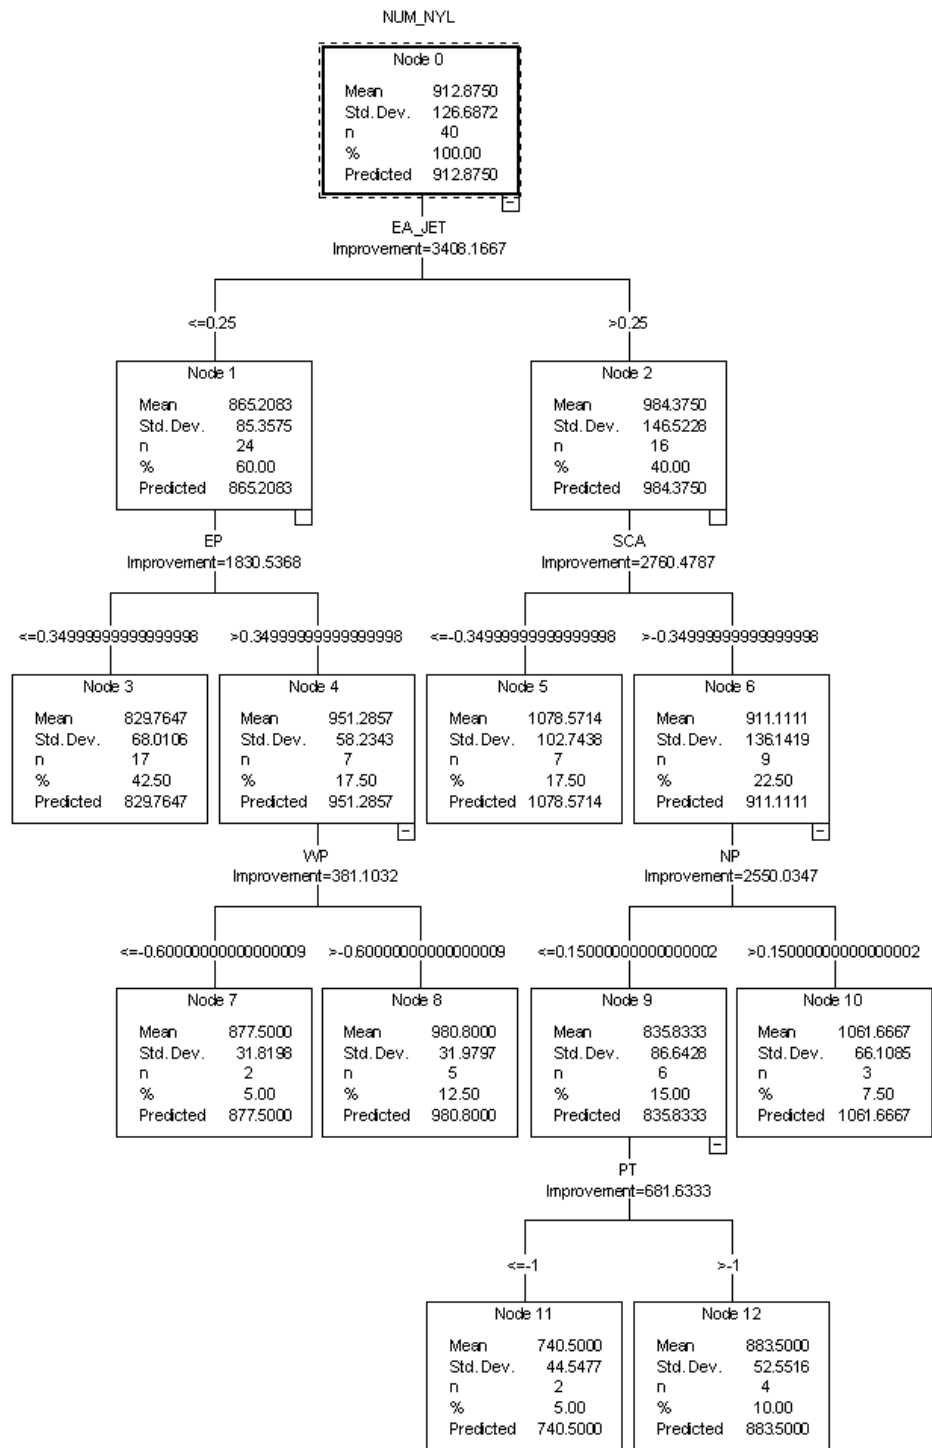 NUM_NYL
Node 0
Mean 912.8750
Std. Dev. 126.6872
n 40
% 100.00
Predicted 912.8750
EA_JET
Improvement=3408.1667
<=0.25 >0.25
Node 1 Node 2
Mean 865.2083 Mean 984.3750
Std. Dev. 85.3575 Std. Dev. 146.5228
n 24 n 16
% 60.00 % 40.00
Predicted 865.2083 Predicted 984.3750
EP SCA
Improvement=1830.5368 Improvement=2760.4787
<=0.34999999999999998 >0.34999999999999998 <=-0.34999999999999998 >-0.34999999999999998
Node 3 Node 4 Node 5 Node 6
Mean 829.7647 Mean 951.2857 Mean 1078.5714 Mean 911.1111
Std. Dev. 68.0106 Std. Dev. 58.2343 Std. Dev. 102.7438 Std. Dev. 136.1419
n 17 n 7 n 7 n 9
% 42.50 % 17.50 % 17.50 % 22.50
Predicted 829.7647 Predicted 951.2857 Predicted 1078.5714 Predicted 911.1111
WP NP
Improvement=381.1032 Improvement=2550.0347
<=-0.60000000000000009 >-0.60000000000000009 <=0.15000000000000002 >0.15000000000000002
Node 7 Node 8 Node 9 Node 10
Mean 877.5000 Mean 980.8000 Mean 835.8333 Mean 1061.6667
Std. Dev. 31.8198 Std. Dev. 31.9797 Std. Dev. 86.6428 Std. Dev. 66.1085
n 2 n 5 n 6 n 3
% 5.00 % 12.50 % 15.00 % 7.50
Predicted 877.5000 Predicted 980.8000 Predicted 835.8333 Predicted 1061.6667
PT
Improvement=681.6333
<=-1 >-1
Node 11 Node 12
Mean 740.5000 Mean 883.5000
Std. Dev. 44.5477 Std. Dev. 52.5516
n 2 n 4
% 5.00 % 10.00
Predicted 740.5000 Predicted 883.5000